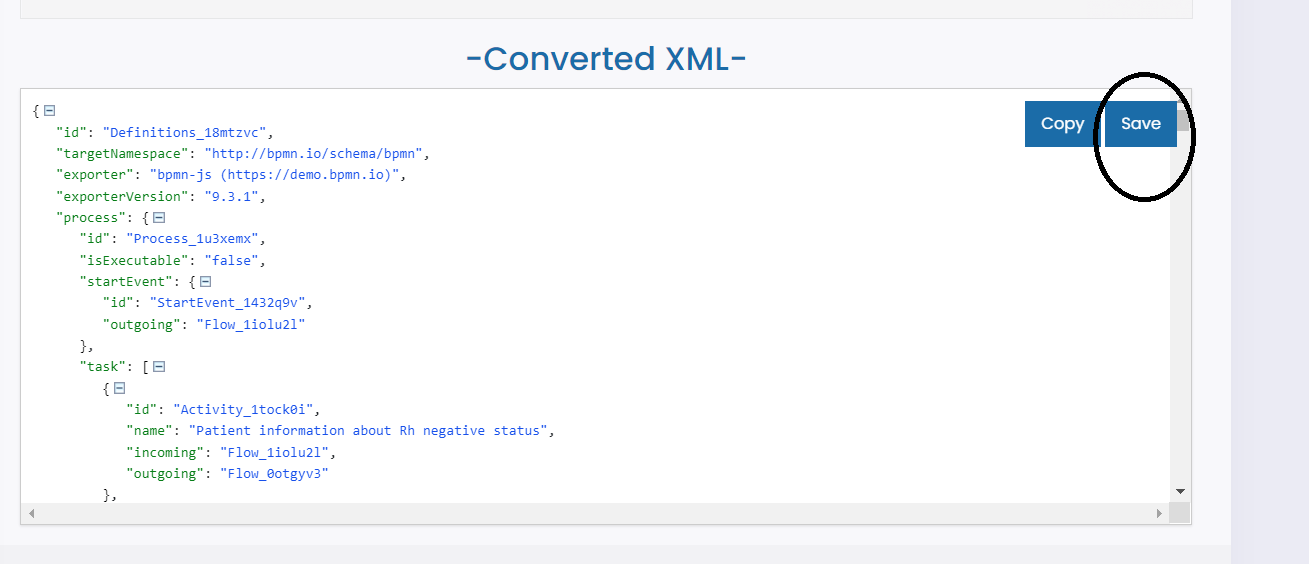 -Converted XML-
Copy
Save
{
"id": "Definitions_18mtzvc",
"targetNamespace": "http://bpmn.io/schema/bpmn",
"exporter": "bpmn-js (https://demo.bpmn.io)",
"exporterVersion": "9.3.1",
"process": {
"id": "Process_1u3xemx",
"isExecutable": "false",
"startEvent": {
"id": "StartEvent_1432q9v",
"outgoing": "Flow_1iolu2l"
},
"task": [
{
"id": "Activity_1tock0i",
"name": "Patient information about Rh negative status",
"incoming": "Flow_1iolu2l",
"outgoing": "Flow_0otgyv3"
},